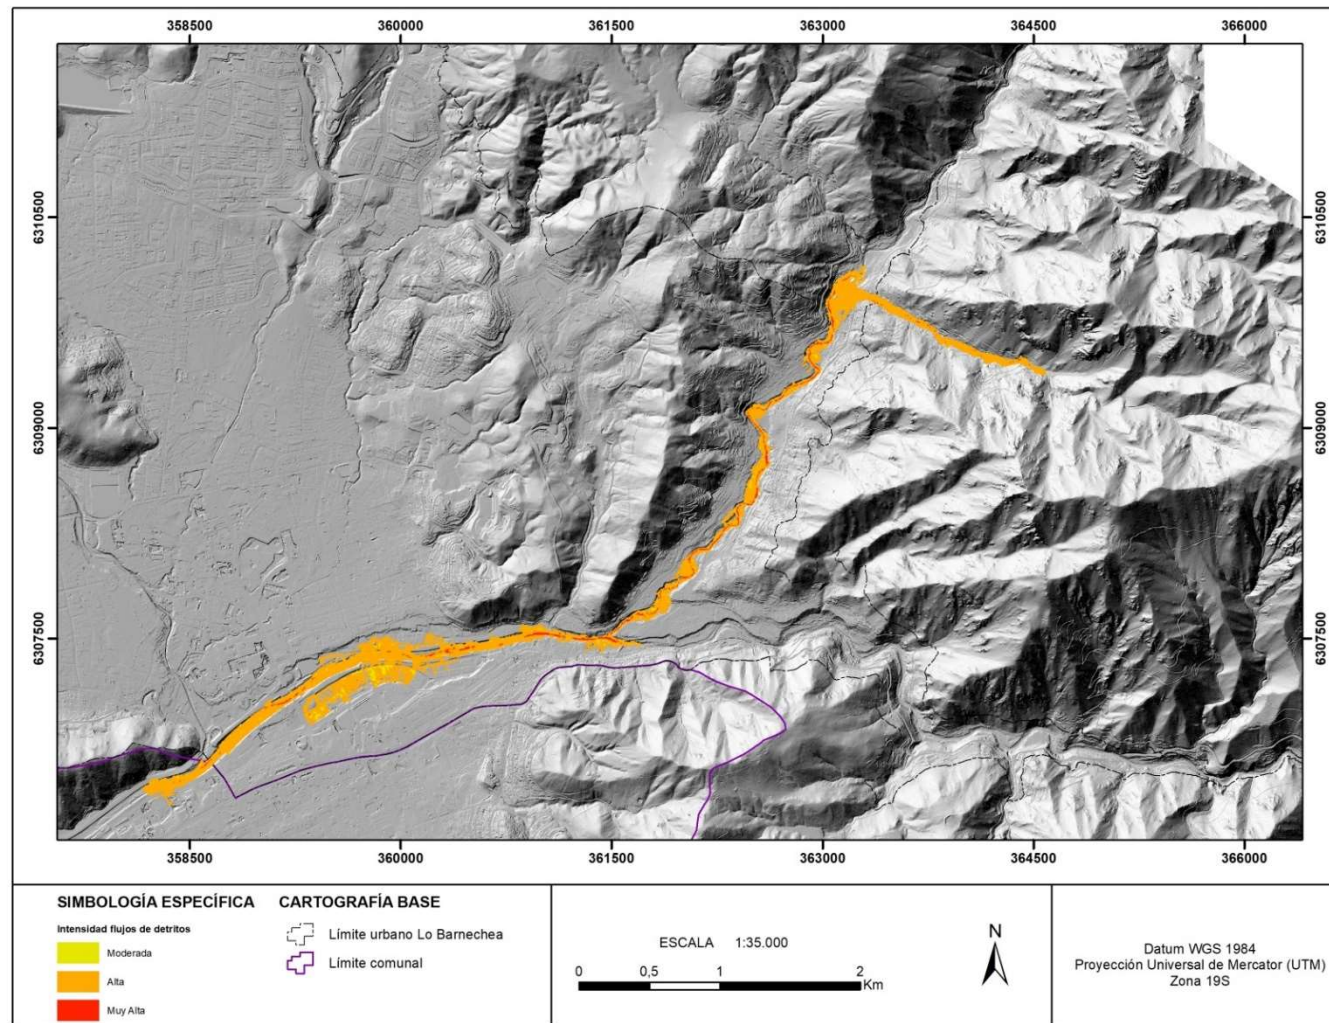 358500 360000 361500 363000 364500 366000
6310500 6310500
6309000 6309000
6307500 6307500
358500 360000 361500 363000 364500 366000
SIMBOLOGÍA ESPECÍFICA
Intensidad flujos de detritos
Moderada
Alta
Muy Alta
CARTOGRAFÍA BASE
Límite urbano Lo Barnechea
Límite comunal
ESCALA 1:35.000
0 0,5 1 2
Km
N
Datum WGS 1984
Proyección Universal de Mercator (UTM)
Zona 19S